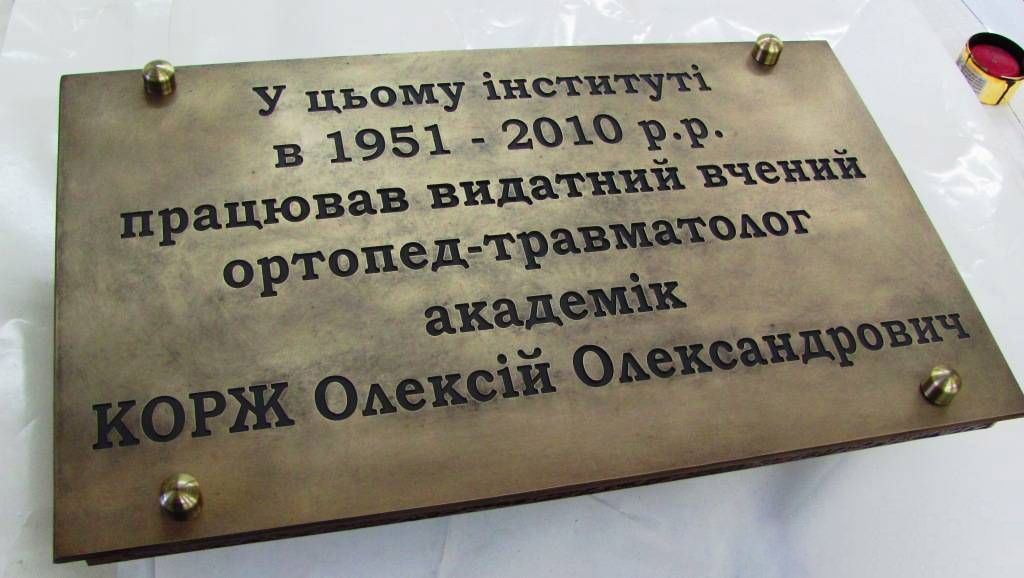 У цьому інституті
в 1951 - 2010 р.р.
працював видатний вчений
ортопед-травматолог
академік
КОРЖ Олексій Олександрович